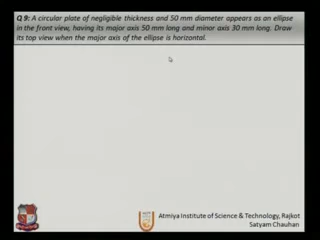 Q 9: A circular plate of negligible thickness and 50 mm diameter appears as an ellipse
in the front view, having its major axis 50 mm long and minor axis 30 mm long. Draw
its top view when the major axis of the ellipse is horizontal.
Atmiya Institute of Science & Technology, Rajkot
Satyam Chauhan